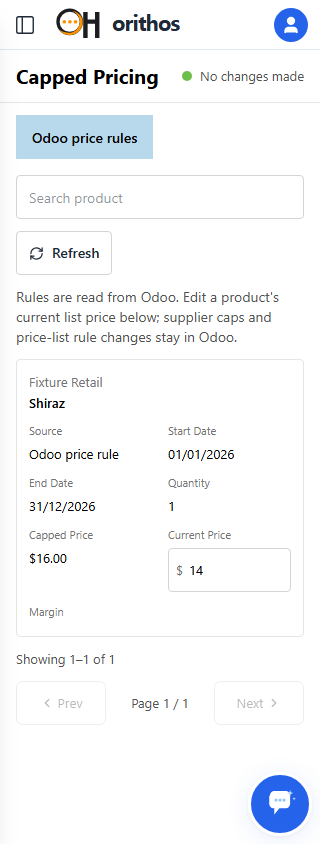 orithos
Capped Pricing
No changes made
Odoo price rules
Search product
Refresh
Rules are read from Odoo. Edit a product's
current list price below; supplier caps and
price-list rule changes stay in Odoo.
Fixture Retail
Shiraz
Source
Start Date
Odoo price rule
01/01/2026
End Date
Quantity
31/12/2026
1
Capped Price
Current Price
$16.00
$ 14
Margin
Showing 1–1 of 1
Prev
Page 1 / 1
Next